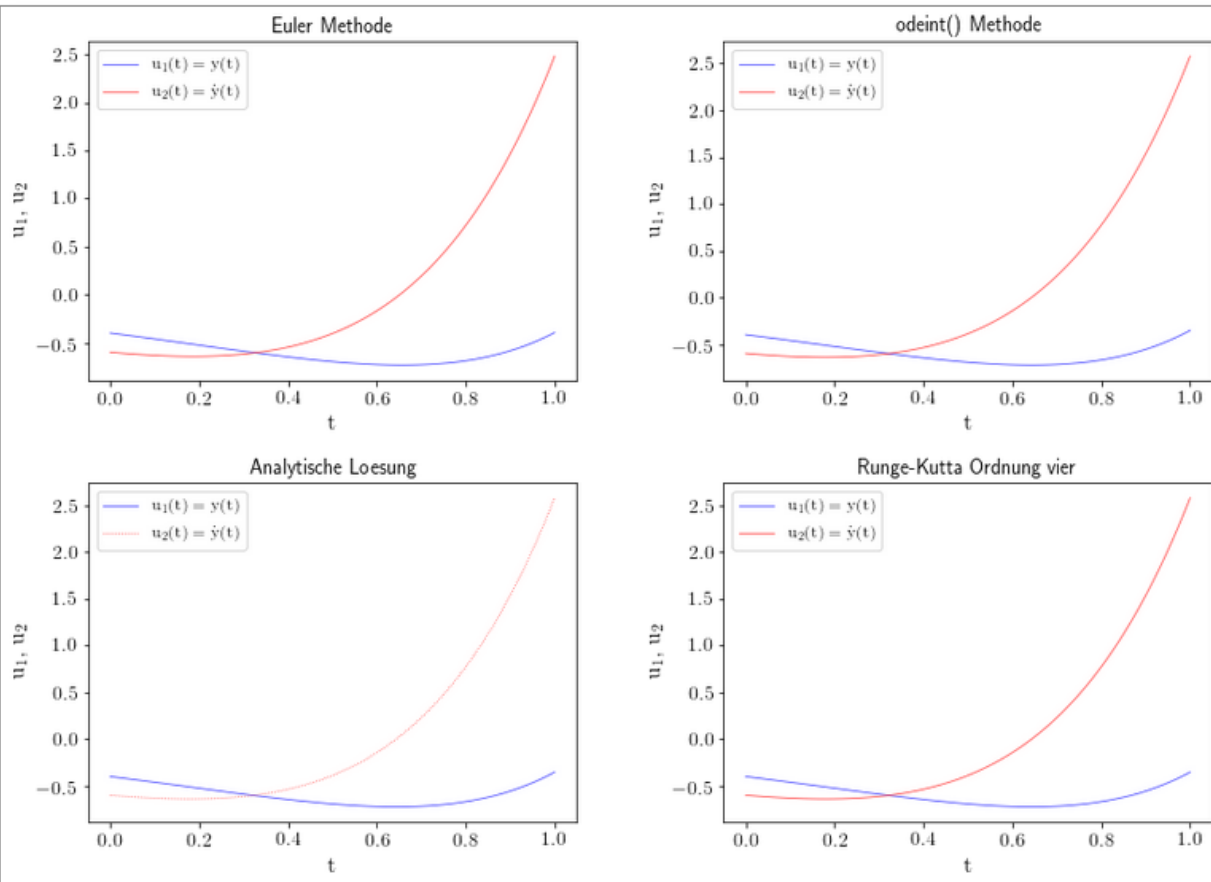 Euler Methode
u₁(t) = y(t)
u₂(t) = ẏ(t)
2.5
2.0
1.5
1.0
0.5
0.0
−0.5
u₁, u₂
0.0 0.2 0.4 0.6 0.8 1.0
t
odeint() Methode
u₁(t) = y(t)
u₂(t) = ẏ(t)
2.5
2.0
1.5
1.0
0.5
0.0
−0.5
u₁, u₂
0.0 0.2 0.4 0.6 0.8 1.0
t
Analytische Loesung
u₁(t) = y(t)
u₂(t) = ẏ(t)
2.5
2.0
1.5
1.0
0.5
0.0
−0.5
u₁, u₂
0.0 0.2 0.4 0.6 0.8 1.0
t
Runge-Kutta Ordnung vier
u₁(t) = y(t)
u₂(t) = ẏ(t)
2.5
2.0
1.5
1.0
0.5
0.0
−0.5
u₁, u₂
0.0 0.2 0.4 0.6 0.8 1.0
t